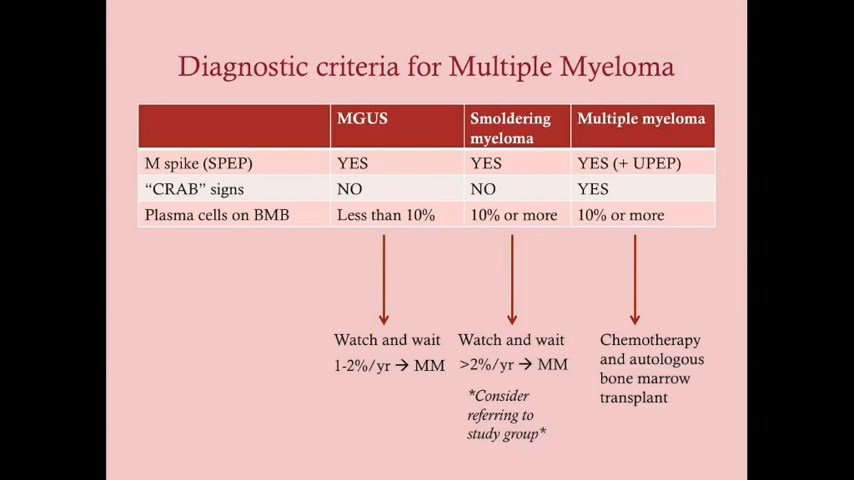 Diagnostic criteria for Multiple Myeloma
MGUS Smoldering myeloma Multiple myeloma
M spike (SPEP) YES YES YES (+ UPEP)
“CRAB” signs NO NO YES
Plasma cells on BMB Less than 10% 10% or more 10% or more
Watch and wait
1-2%/yr → MM
Watch and wait
>2%/yr → MM
*Consider
referring to
study group*
Chemotherapy
and autologous
bone marrow
transplant